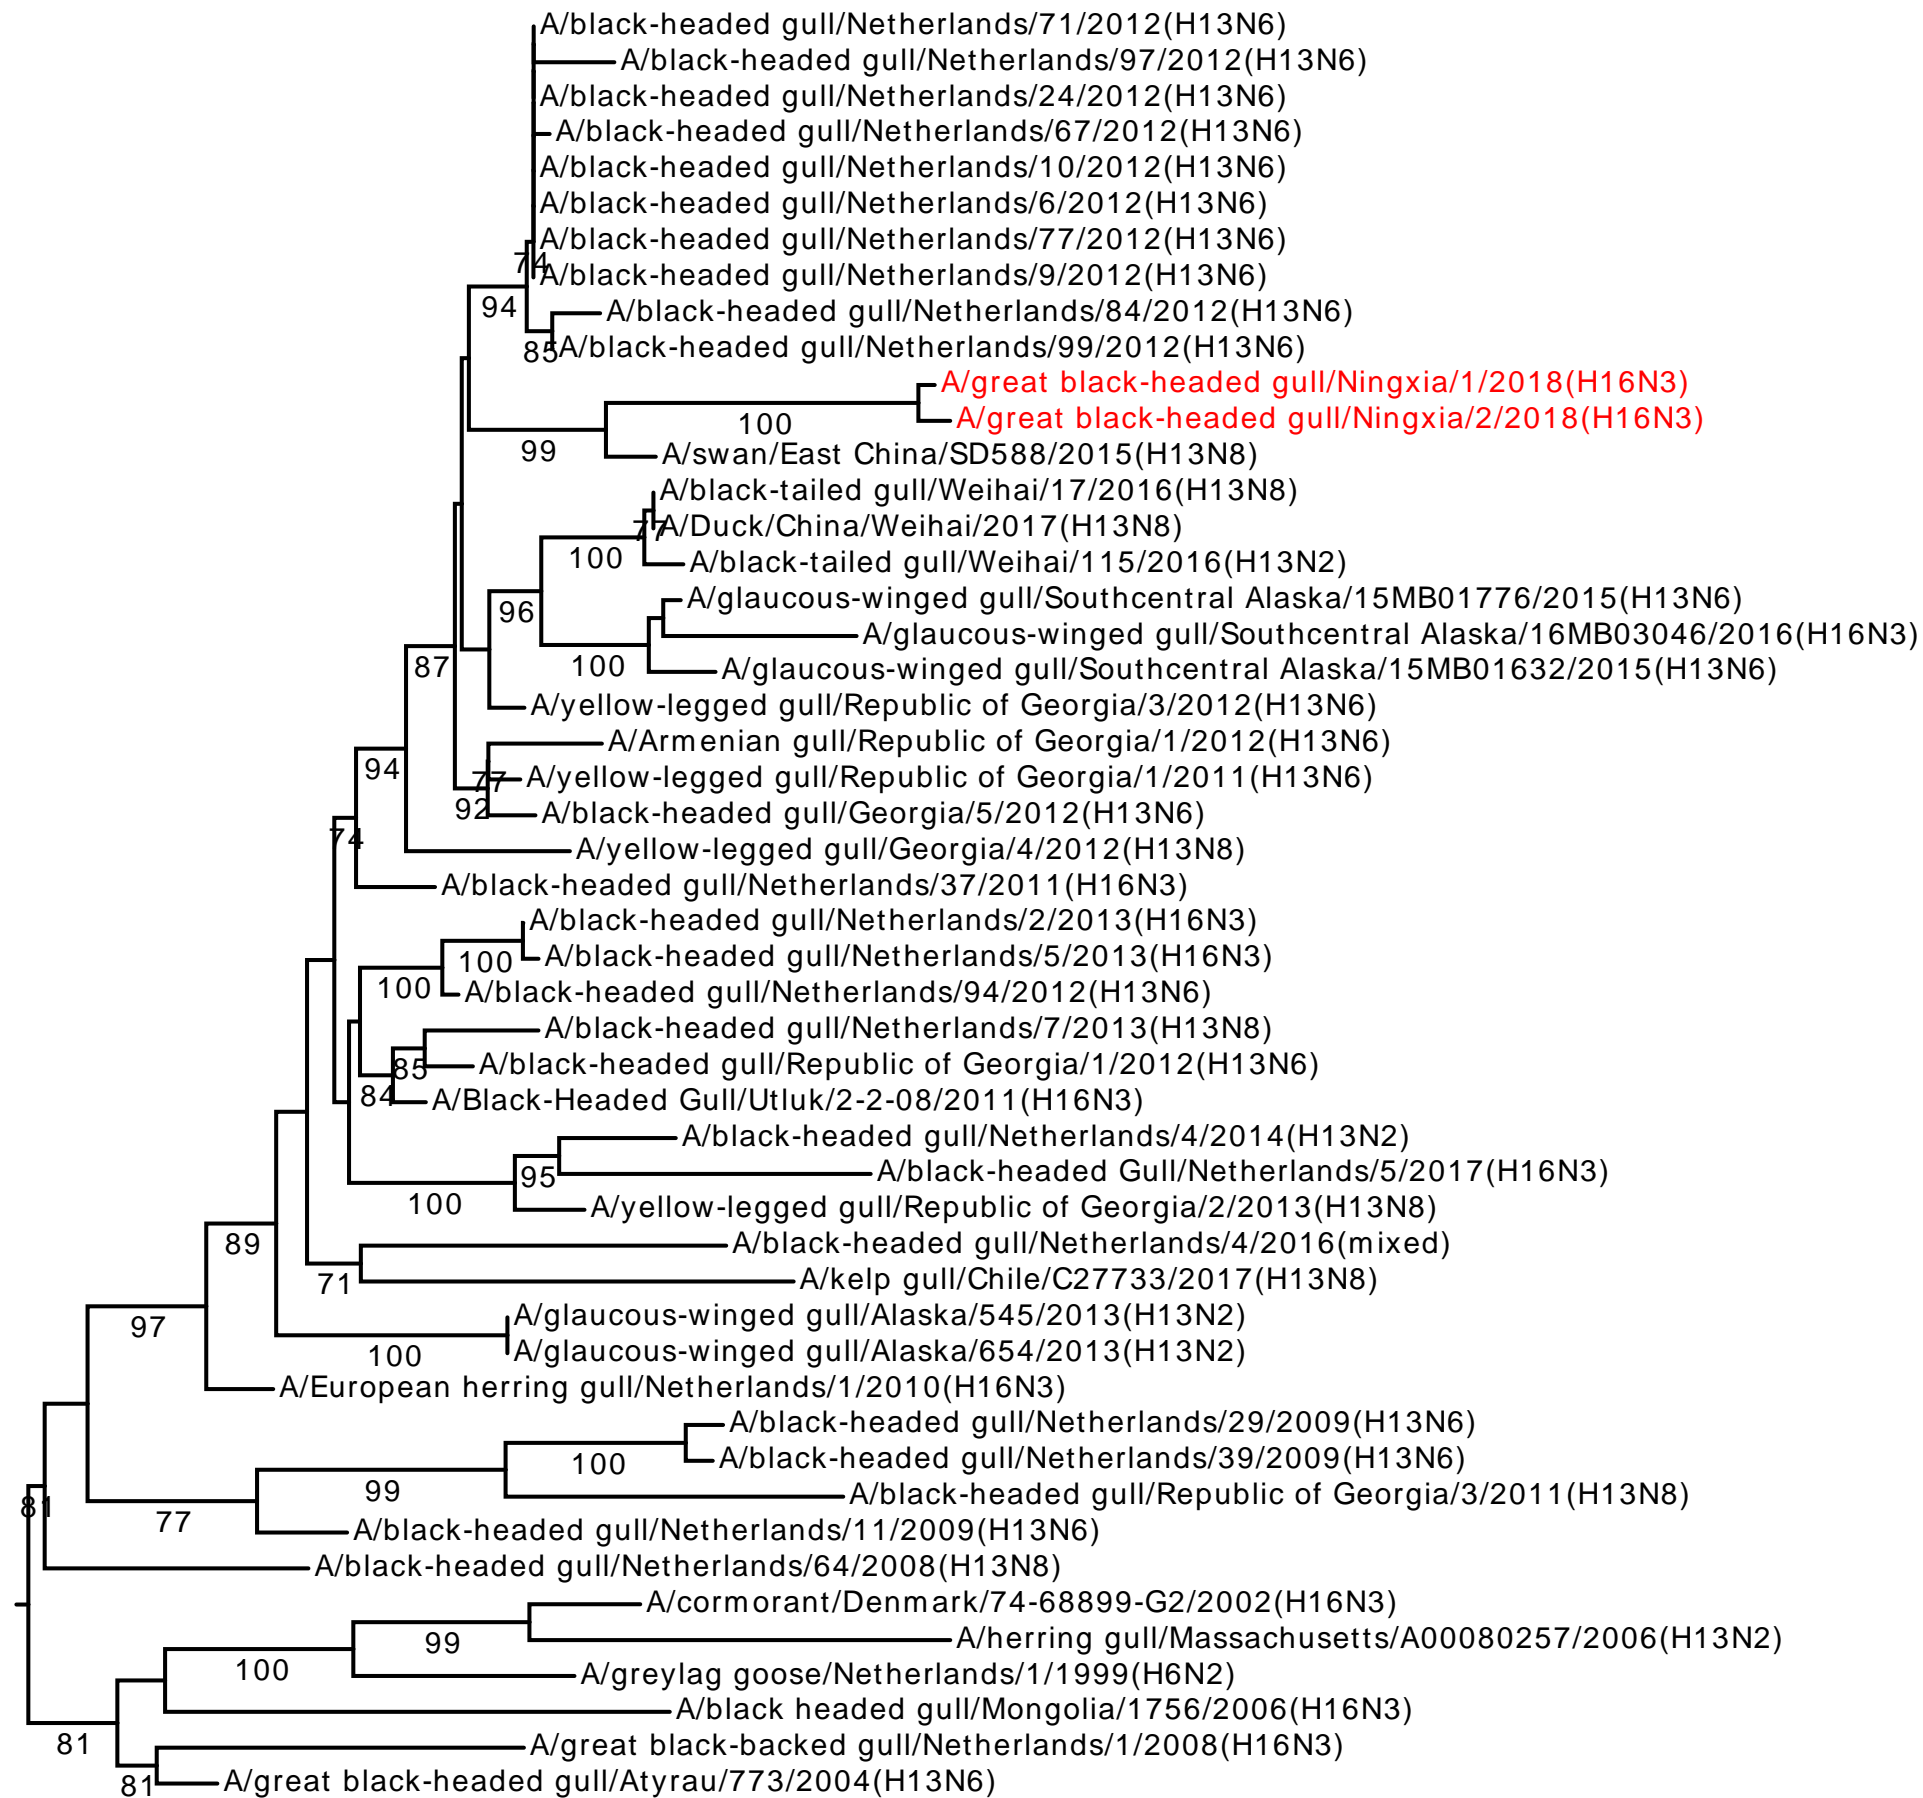 A/black-headed gull/Netherlands/71/2012(H13N6)
A/black-headed gull/Netherlands/97/2012(H13N6)
A/black-headed gull/Netherlands/24/2012(H13N6)
A/black-headed gull/Netherlands/67/2012(H13N6)
A/black-headed gull/Netherlands/10/2012(H13N6)
A/black-headed gull/Netherlands/6/2012(H13N6)
A/black-headed gull/Netherlands/77/2012(H13N6)
74
A/black-headed gull/Netherlands/9/2012(H13N6)
94
A/black-headed gull/Netherlands/84/2012(H13N6)
85
A/black-headed gull/Netherlands/99/2012(H13N6)
A/great black-headed gull/Ningxia/1/2018(H16N3)
100
A/great black-headed gull/Ningxia/2/2018(H16N3)
99
A/swan/East China/SD588/2015(H13N8)
A/black-tailed gull/Weihai/17/2016(H13N8)
77
A/Duck/China/Weihai/2017(H13N8)
100
A/black-tailed gull/Weihai/115/2016(H13N2)
96
A/glaucous-winged gull/Southcentral Alaska/15MB01776/2015(H13N6)
A/glaucous-winged gull/Southcentral Alaska/16MB03046/2016(H16N3)
100
A/glaucous-winged gull/Southcentral Alaska/15MB01632/2015(H13N6)
87
A/yellow-legged gull/Republic of Georgia/3/2012(H13N6)
A/Armenian gull/Republic of Georgia/1/2012(H13N6)
94
77
A/yellow-legged gull/Republic of Georgia/1/2011(H13N6)
92
A/black-headed gull/Georgia/5/2012(H13N6)
74
A/yellow-legged gull/Georgia/4/2012(H13N8)
A/black-headed gull/Netherlands/37/2011(H16N3)
A/black-headed gull/Netherlands/2/2013(H16N3)
100
A/black-headed gull/Netherlands/5/2013(H16N3)
100
A/black-headed gull/Netherlands/94/2012(H13N6)
A/black-headed gull/Netherlands/7/2013(H13N8)
85
A/black-headed gull/Republic of Georgia/1/2012(H13N6)
84
A/Black-Headed Gull/Utluk/2-2-08/2011(H16N3)
A/black-headed gull/Netherlands/4/2014(H13N2)
95
A/black-headed Gull/Netherlands/5/2017(H16N3)
100
A/yellow-legged gull/Republic of Georgia/2/2013(H13N8)
89
A/black-headed gull/Netherlands/4/2016(mixed)
71
A/kelp gull/Chile/C27733/2017(H13N8)
97
A/glaucous-winged gull/Alaska/545/2013(H13N2)
100
A/glaucous-winged gull/Alaska/654/2013(H13N2)
A/European herring gull/Netherlands/1/2010(H16N3)
A/black-headed gull/Netherlands/29/2009(H13N6)
100
A/black-headed gull/Netherlands/39/2009(H13N6)
99
A/black-headed gull/Republic of Georgia/3/2011(H13N8)
81
77
A/black-headed gull/Netherlands/11/2009(H13N6)
A/black-headed gull/Netherlands/64/2008(H13N8)
A/cormorant/Denmark/74-68899-G2/2002(H16N3)
99
A/herring gull/Massachusetts/A00080257/2006(H13N2)
100
A/greylag goose/Netherlands/1/1999(H6N2)
A/black headed gull/Mongolia/1756/2006(H16N3)
81
A/great black-backed gull/Netherlands/1/2008(H16N3)
81
A/great black-headed gull/Atyrau/773/2004(H13N6)